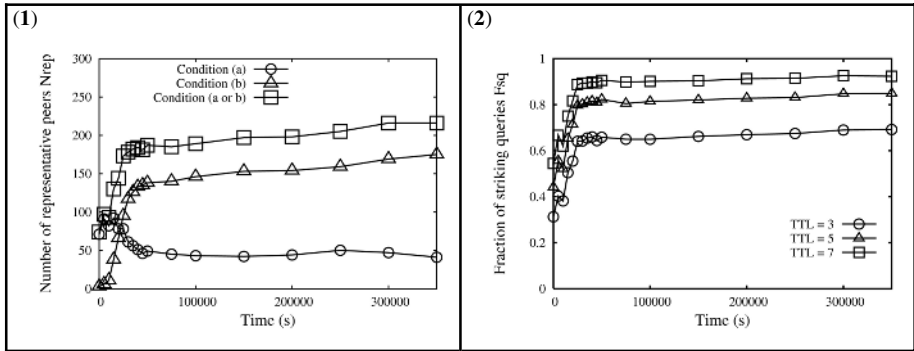 (1)
Number of representative peers Nrep
300
250
200
150
100
50
0
Condition (a)
Condition (b)
Condition (a or b)
0
100000
200000
300000
Time (s)
(2)
Fraction of striking queries Fsq
1
0.8
0.6
0.4
0.2
0
TTL = 3
TTL = 5
TTL = 7
0
100000
200000
300000
Time (s)